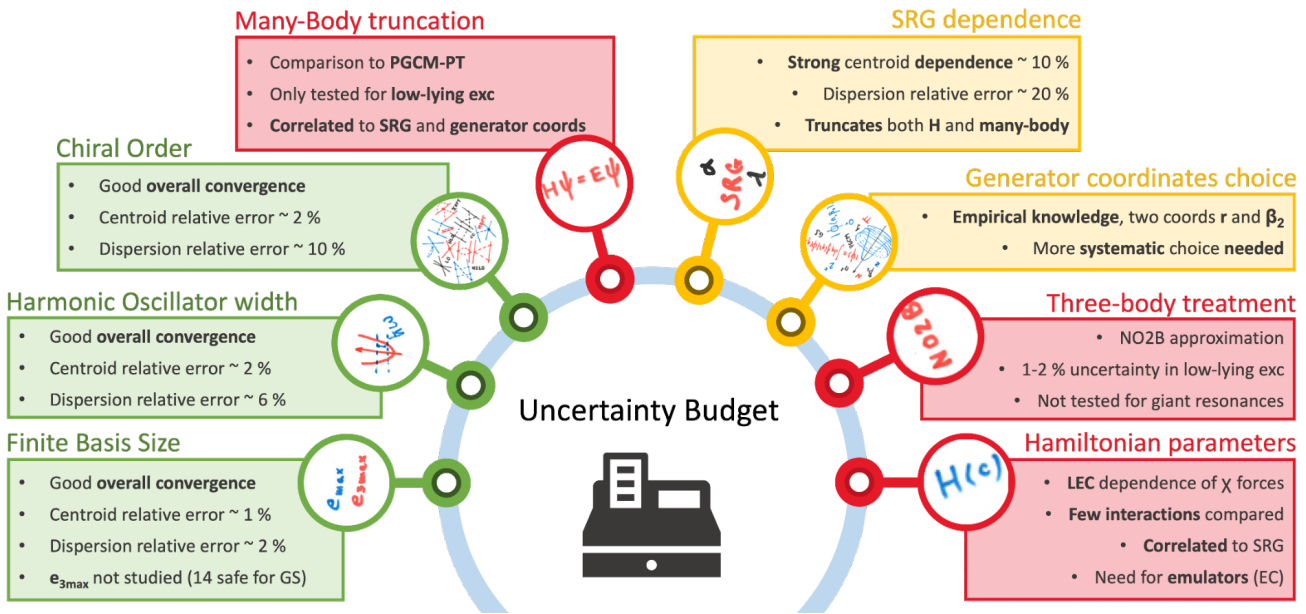 Many-Body truncation
• Comparison to PGCM-PT
• Only tested for low-lying exc
• Correlated to SRG and generator coords
SRG dependence
• Strong centroid dependence ~ 10 %
• Dispersion relative error ~ 20 %
• Truncates both H and many-body
Chiral Order
• Good overall convergence
• Centroid relative error ~ 2 %
• Dispersion relative error ~ 10 %
Hψ = Eψ
α
SRG
λ
Generator coordinates choice
• Empirical knowledge, two coords r and β₂
• More systematic choice needed
Harmonic Oscillator width
• Good overall convergence
• Centroid relative error ~ 2 %
• Dispersion relative error ~ 6 %
ħω
NO2B
Three-body treatment
• NO2B approximation
• 1-2 % uncertainty in low-lying exc
• Not tested for giant resonances
Uncertainty Budget
Finite Basis Size
• Good overall convergence
• Centroid relative error ~ 1 %
• Dispersion relative error ~ 2 %
• e₃ₘₐₓ not studied (14 safe for GS)
emax
e3max
H(c)
Hamiltonian parameters
• LEC dependence of χ forces
• Few interactions compared
• Correlated to SRG
• Need for emulators (EC)